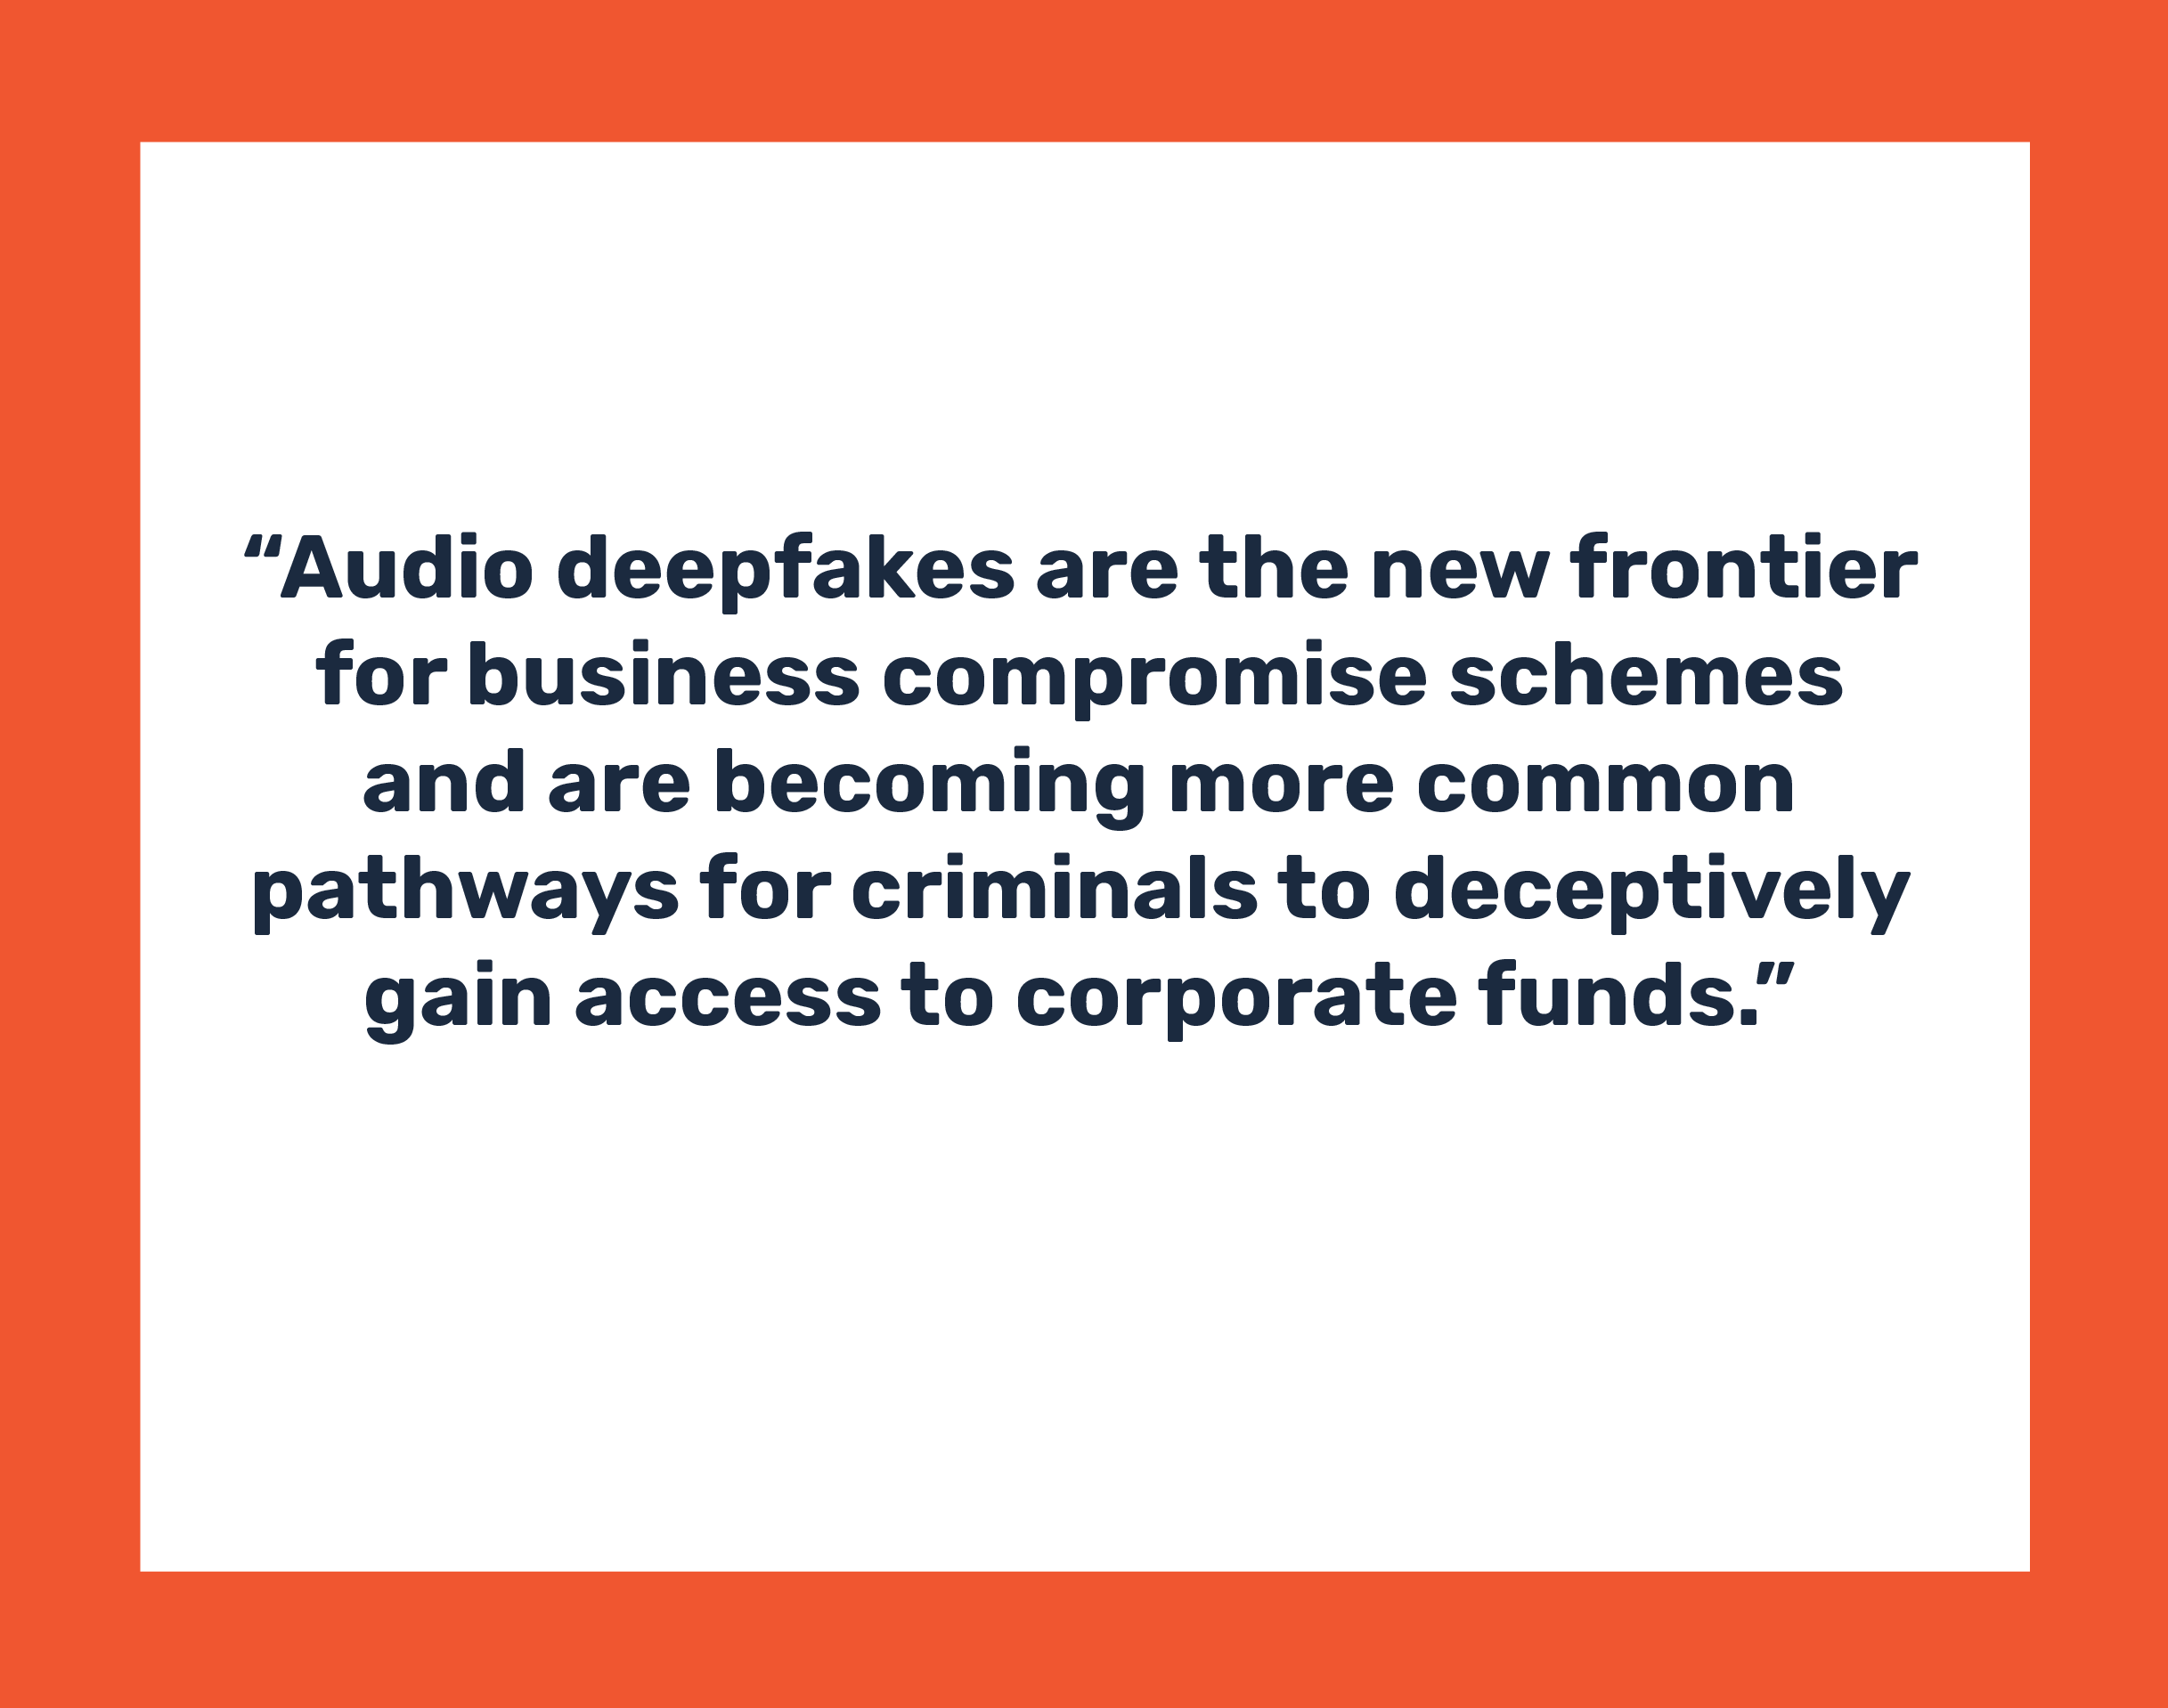 “Audio deepfakes are the new frontier
for business compromise schemes
and are becoming more common
pathways for criminals to deceptively
gain access to corporate funds.”